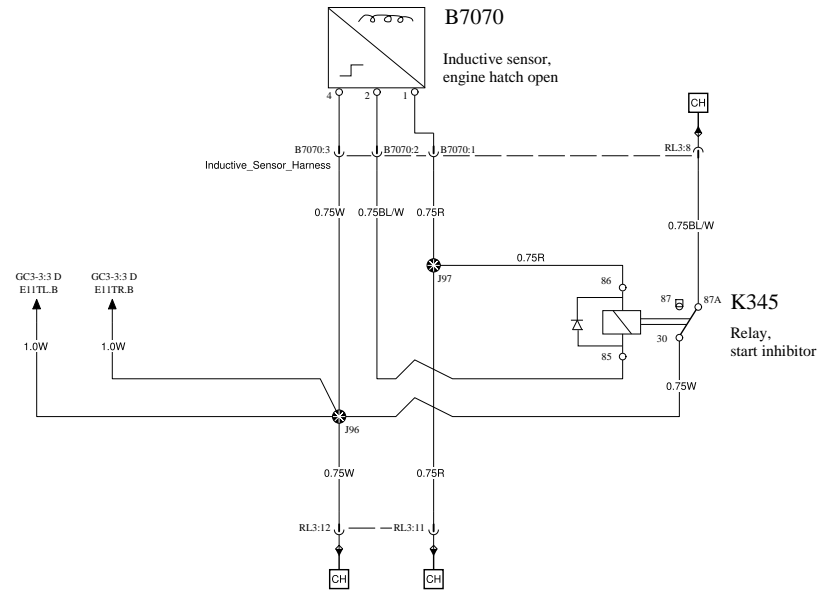 B7070
Inductive sensor,
engine hatch open
4
2
1
CH
B7070:3
B7070:2
B7070:1
RL3:8
Inductive_Sensor_Harness
0.75W
0.75BL/W
0.75R
0.75BL/W
0.75R
J97
GC3-3:3 D
E11TL.B
GC3-3:3 D
E11TR.B
86
87
87A
K345
Relay,
start inhibitor
30
85
1.0W
1.0W
0.75W
J96
0.75W
0.75R
RL3:12
RL3:11
CH
CH